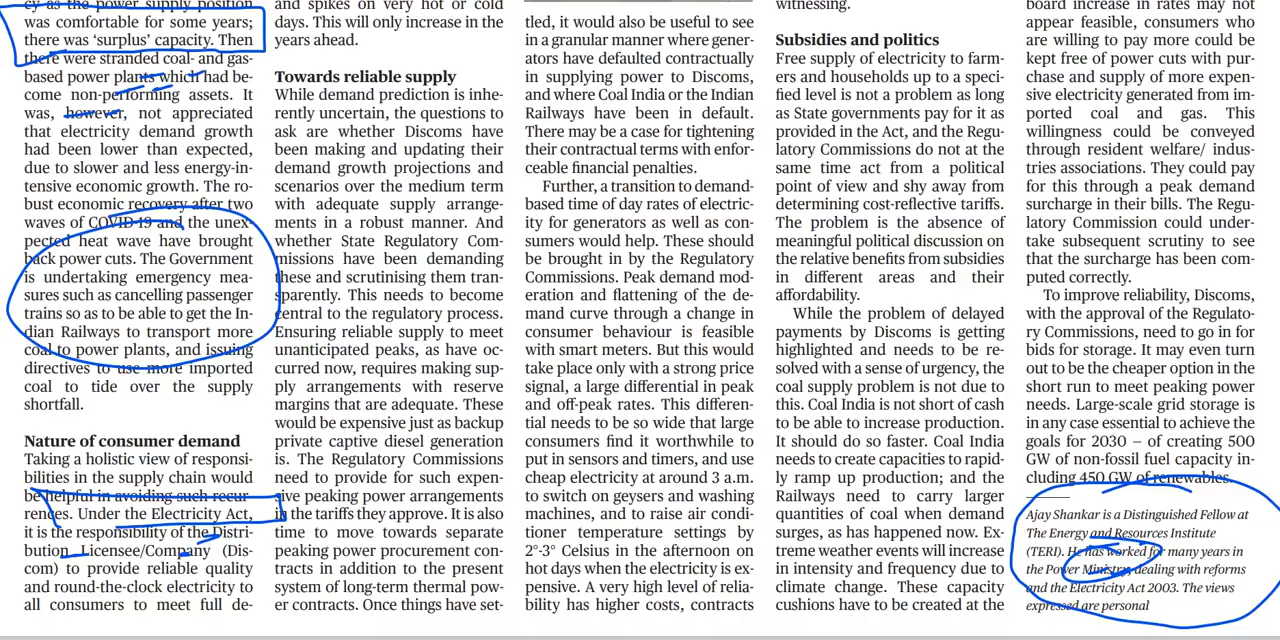 cy as the power supply position
was comfortable for some years;
there was ‘surplus’ capacity. Then
there were stranded coal- and gas-
based power plants which had be-
come non-performing assets. It
was, however, not appreciated
that electricity demand growth
had been lower than expected,
due to slower and less energy-in-
tensive economic growth. The ro-
bust economic recovery after two
waves of COVID-19 and the unex-
pected heat wave have brought
back power cuts. The Government
is undertaking emergency mea-
sures such as cancelling passenger
trains so as to be able to get the In-
dian Railways to transport more
coal to power plants, and issuing
directives to use more imported
coal to tide over the supply
shortfall.
Nature of consumer demand
Taking a holistic view of responsi-
bilities in the supply chain would
be helpful in avoiding such recur-
rences. Under the Electricity Act,
it is the responsibility of the Distri-
bution Licensee/Company (Dis-
com) to provide reliable quality
and round-the-clock electricity to
all consumers to meet full de-
and spikes on very hot or cold
days. This will only increase in the
years ahead.
Towards reliable supply
While demand prediction is inhe-
rently uncertain, the questions to
ask are whether Discoms have
been making and updating their
demand growth projections and
scenarios over the medium term
with adequate supply arrange-
ments in a robust manner. And
whether State Regulatory Com-
missions have been demanding
these and scrutinising them tran-
sparently. This needs to become
central to the regulatory process.
Ensuring reliable supply to meet
unanticipated peaks, as have oc-
curred now, requires making sup-
ply arrangements with reserve
margins that are adequate. These
would be expensive just as backup
private captive diesel generation
is. The Regulatory Commissions
need to provide for such expen-
sive peaking power arrangements
in the tariffs they approve. It is also
time to move towards separate
peaking power procurement con-
tracts in addition to the present
system of long-term thermal pow-
er contracts. Once things have set-
tled, it would also be useful to see
in a granular manner where gener-
ators have defaulted contractually
in supplying power to Discoms,
and where Coal India or the Indian
Railways have been in default.
There may be a case for tightening
their contractual terms with enfor-
ceable financial penalties.
Further, a transition to demand-
based time of day rates of electric-
ity for generators as well as con-
sumers would help. These should
be brought in by the Regulatory
Commissions. Peak demand mod-
eration and flattening of the de-
mand curve through a change in
consumer behaviour is feasible
with smart meters. But this would
take place only with a strong price
signal, a large differential in peak
and off-peak rates. This differen-
tial needs to be so wide that large
consumers find it worthwhile to
put in sensors and timers, and use
cheap electricity at around 3 a.m.
to switch on geysers and washing
machines, and to raise air condi-
tioner temperature settings by
2°-3° Celsius in the afternoon on
hot days when the electricity is ex-
pensive. A very high level of relia-
bility has higher costs, contracts
witnessing.
Subsidies and politics
Free supply of electricity to farm-
ers and households up to a speci-
fied level is not a problem as long
as State governments pay for it as
provided in the Act, and the Regu-
latory Commissions do not at the
same time act from a political
point of view and shy away from
determining cost-reflective tariffs.
The problem is the absence of
meaningful political discussion on
the relative benefits from subsidies
in different areas and their
affordability.
While the problem of delayed
payments by Discoms is getting
highlighted and needs to be re-
solved with a sense of urgency, the
coal supply problem is not due to
this. Coal India is not short of cash
to be able to increase production.
It should do so faster. Coal India
needs to create capacities to rapid-
ly ramp up production; and the
Railways need to carry larger
quantities of coal when demand
surges, as has happened now. Ex-
treme weather events will increase
in intensity and frequency due to
climate change. These capacity
cushions have to be created at the
board increase in rates may not
appear feasible, consumers who
are willing to pay more could be
kept free of power cuts with pur-
chase and supply of more expen-
sive electricity generated from im-
ported coal and gas. This
willingness could be conveyed
through resident welfare/ indus-
tries associations. They could pay
for this through a peak demand
surcharge in their bills. The Regu-
latory Commission could under-
take subsequent scrutiny to see
that the surcharge has been com-
puted correctly.
To improve reliability, Discoms,
with the approval of the Regulato-
ry Commissions, need to go in for
bids for storage. It may even turn
out to be the cheaper option in the
short run to meet peaking power
needs. Large-scale grid storage is
in any case essential to achieve the
goals for 2030 — of creating 500
GW of non-fossil fuel capacity in-
cluding 450 GW of renewables.
Ajay Shankar is a Distinguished Fellow at
The Energy and Resources Institute
(TERI). He has worked for many years in
the Power Ministry, dealing with reforms
and the Electricity Act 2003. The views
expressed are personal